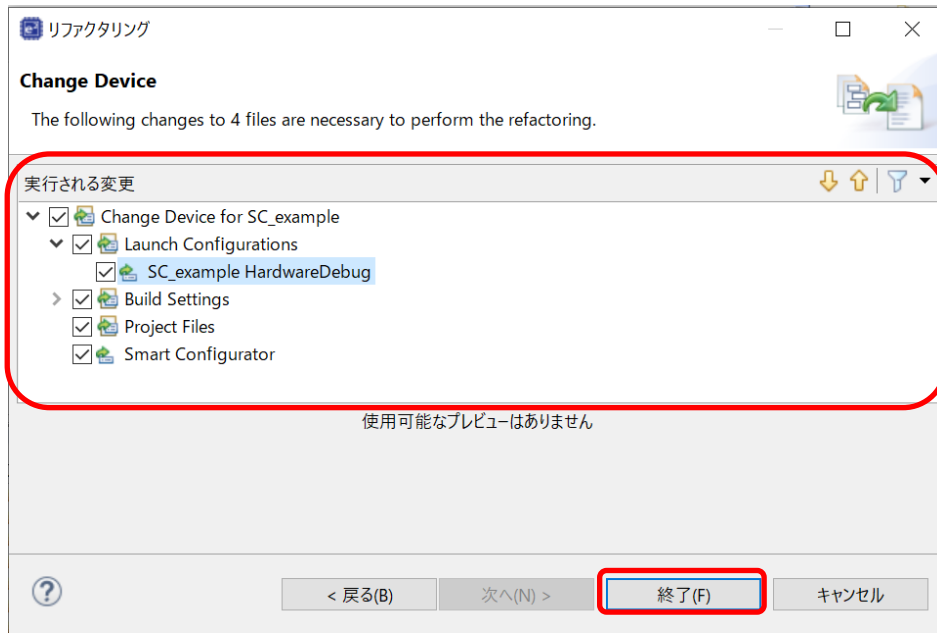 リファクタリング
Change Device
The following changes to 4 files are necessary to perform the refactoring.
実行される変更
Change Device for SC_example
Launch Configurations
SC_example HardwareDebug
Build Settings
Project Files
Smart Configurator
使用可能なプレビューはありません
< 戻る(B) 次へ(N) > 終了(F) キャンセル